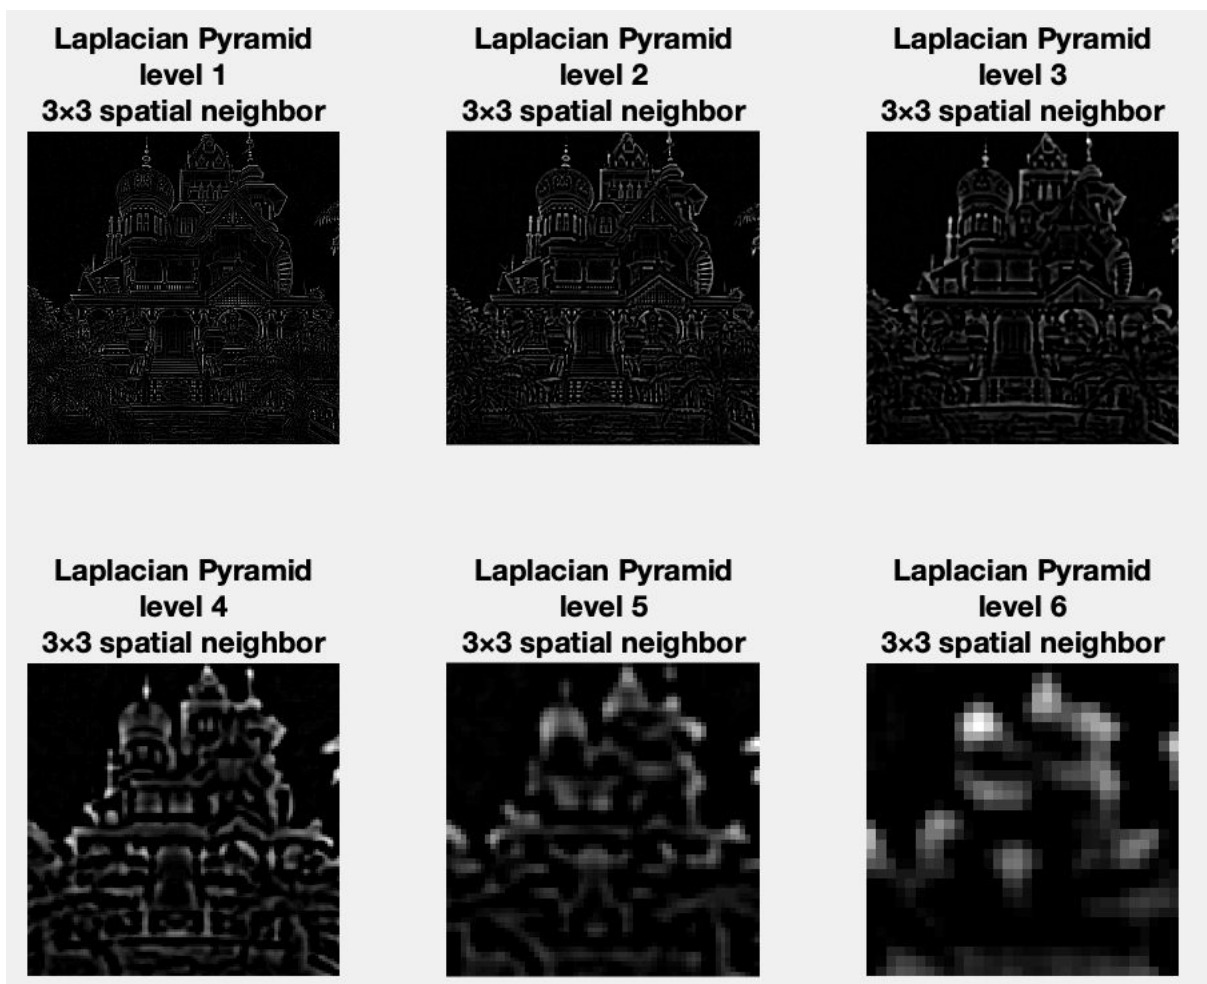 Laplacian Pyramid
level 1
3×3 spatial neighbor
Laplacian Pyramid
level 2
3×3 spatial neighbor
Laplacian Pyramid
level 3
3×3 spatial neighbor
Laplacian Pyramid
level 4
3×3 spatial neighbor
Laplacian Pyramid
level 5
3×3 spatial neighbor
Laplacian Pyramid
level 6
3×3 spatial neighbor